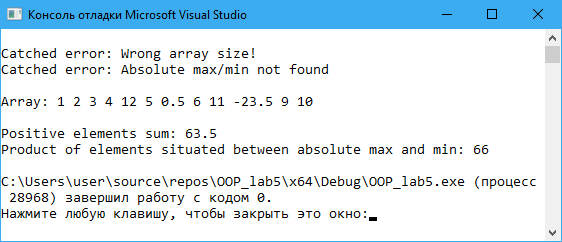 Консоль отладки Microsoft Visual Studio
Catched error: Wrong array size!
Catched error: Absolute max/min not found
Array: 1 2 3 4 12 5 0.5 6 11 -23.5 9 10
Positive elements sum: 63.5
Product of elements situated between absolute max and min: 66
C:\Users\user\source\repos\OOP_lab5\x64\Debug\OOP_lab5.exe (процесс
28968) завершил работу с кодом 0.
Нажмите любую клавишу, чтобы закрыть это окно: